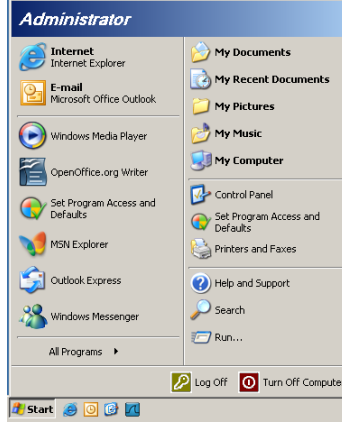 Administrator
Internet
Internet Explorer
E-mail
Microsoft Office Outlook
Windows Media Player
OpenOffice.org Writer
Set Program Access and
Defaults
MSN Explorer
Outlook Express
Windows Messenger
All Programs
My Documents
My Recent Documents
My Pictures
My Music
My Computer
Control Panel
Set Program Access and
Defaults
Printers and Faxes
Help and Support
Search
Run...
Log Off
Turn Off Compute
Start